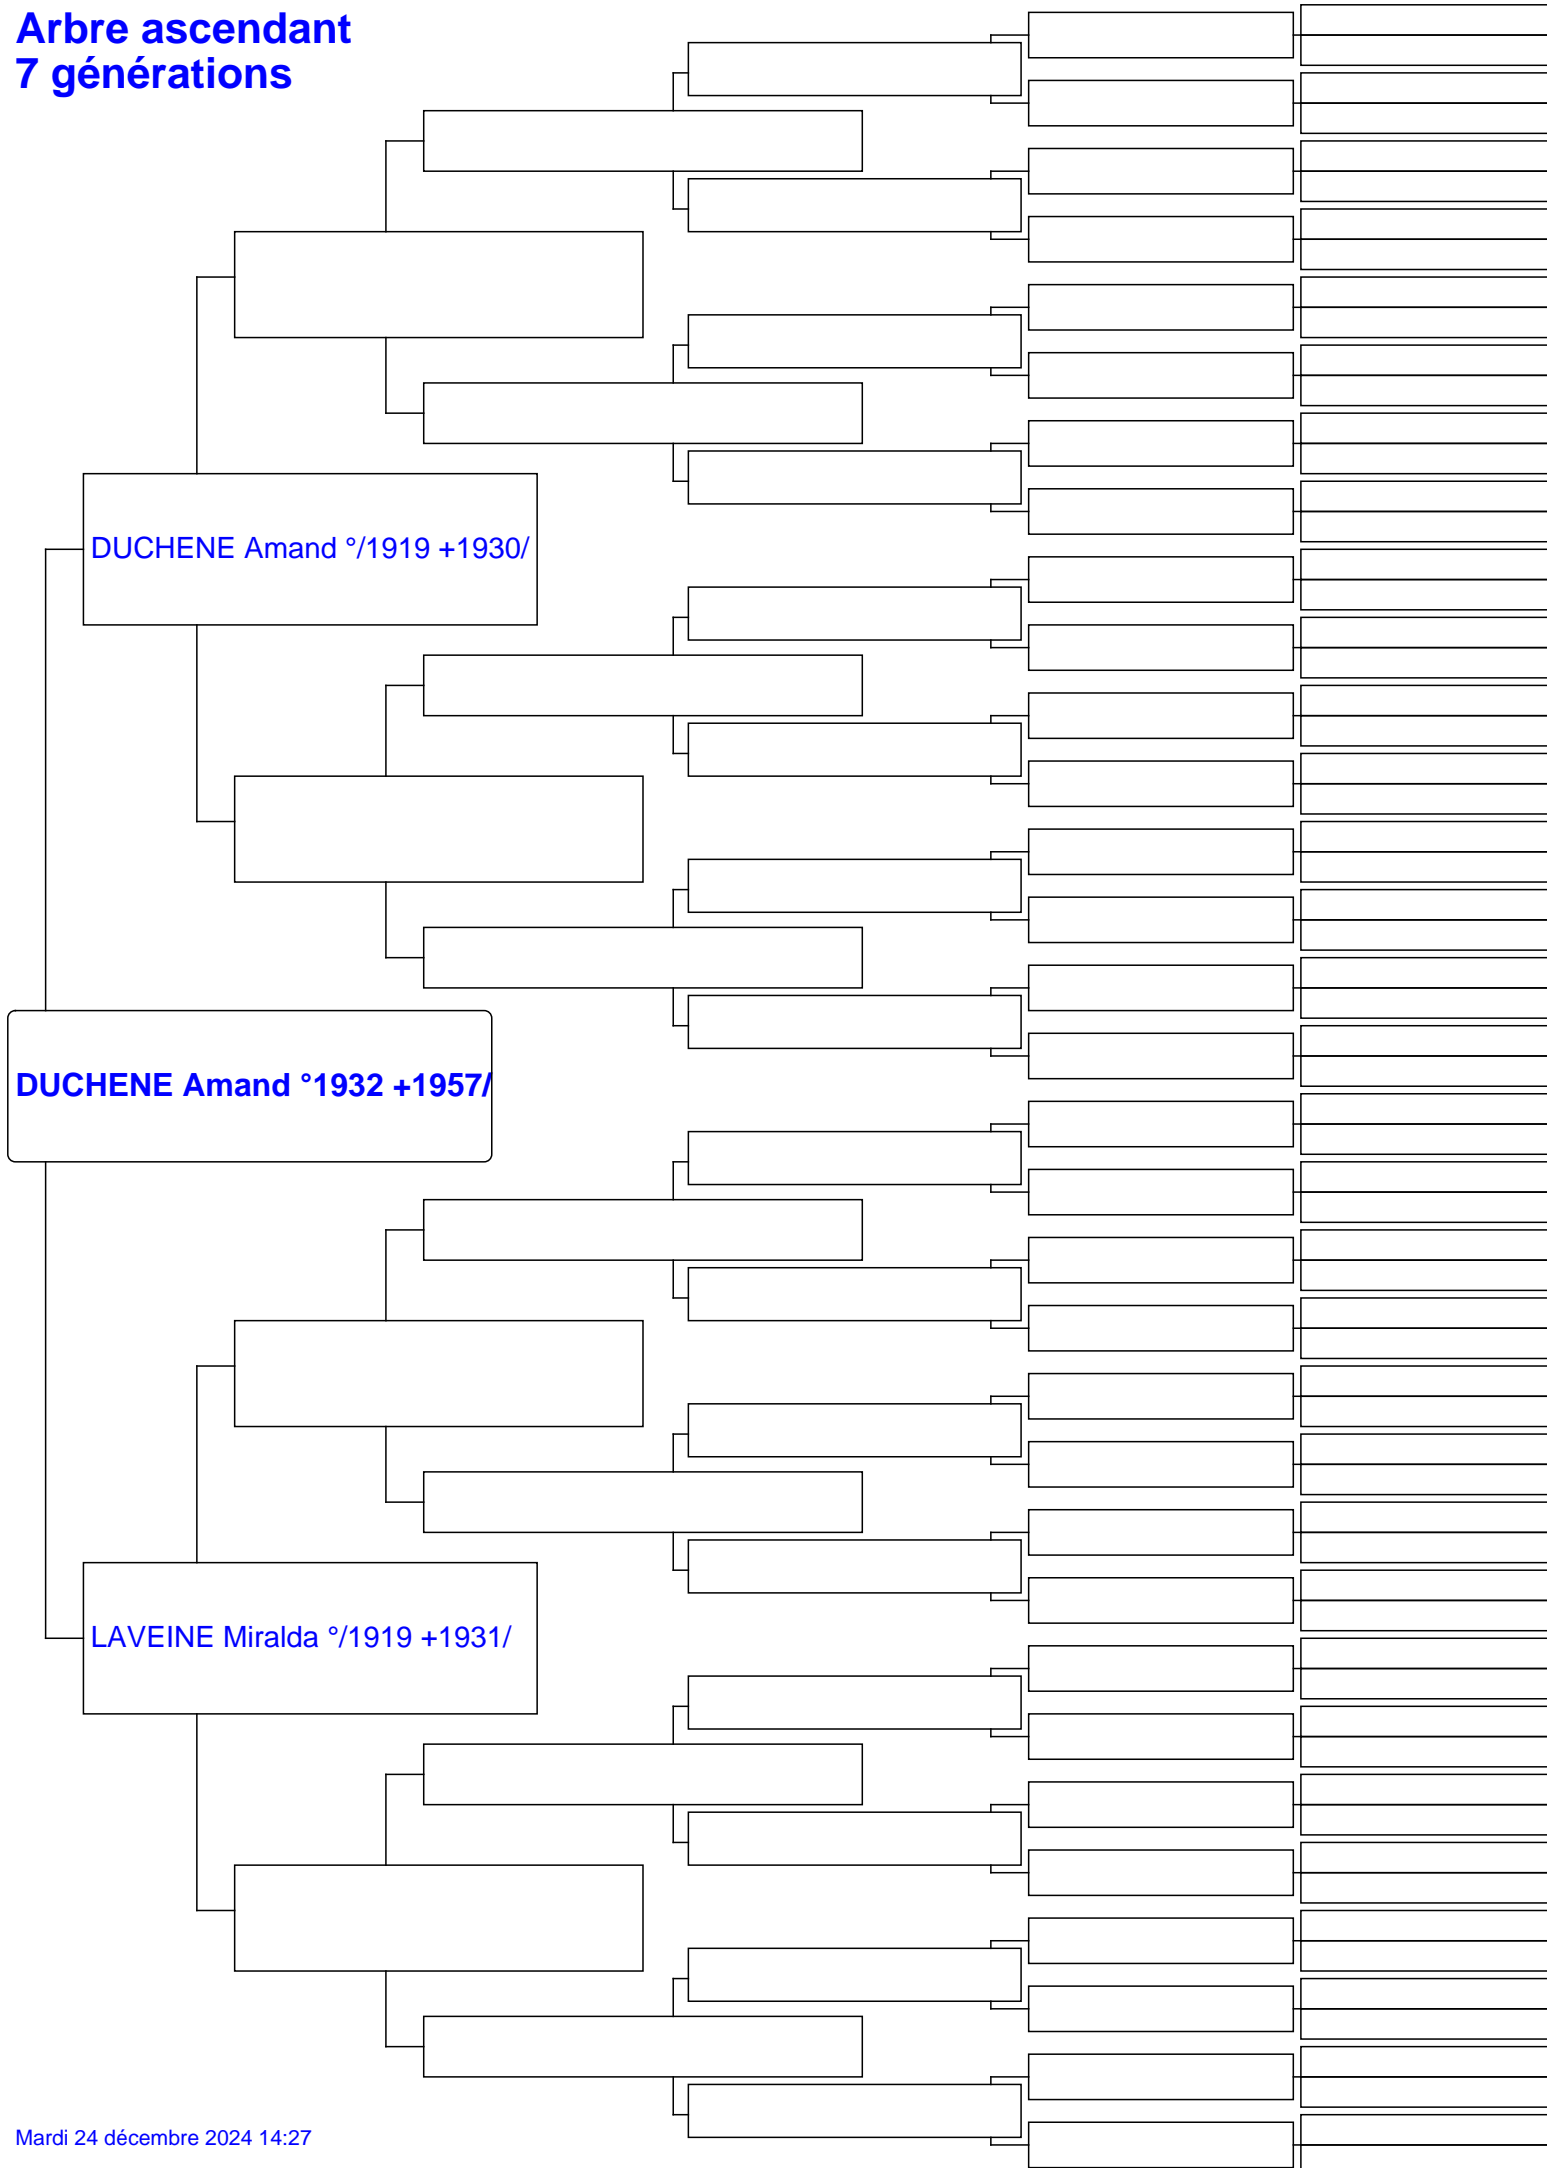 Arbre ascendant
7 générations
DUCHENE Amand °/1919 +1930/
DUCHENE Amand °1932 +1957/
LAVEINE Miralda °/1919 +1931/
Mardi 24 décembre 2024 14:27